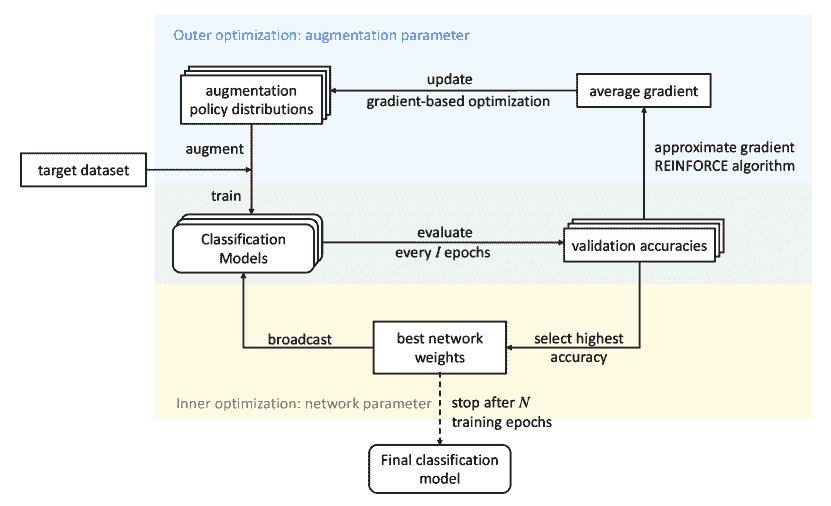 Outer optimization: augmentation parameter
augmentation
policy distributions
update
gradient-based optimization
average gradient
augment
approximate gradient
REINFORCE algorithm
target dataset
train
Classification
Models
evaluate
every I epochs
validation accuracies
broadcast
best network
weights
select highest
accuracy
Inner optimization: network parameter
stop after N
training epochs
Final classification
model